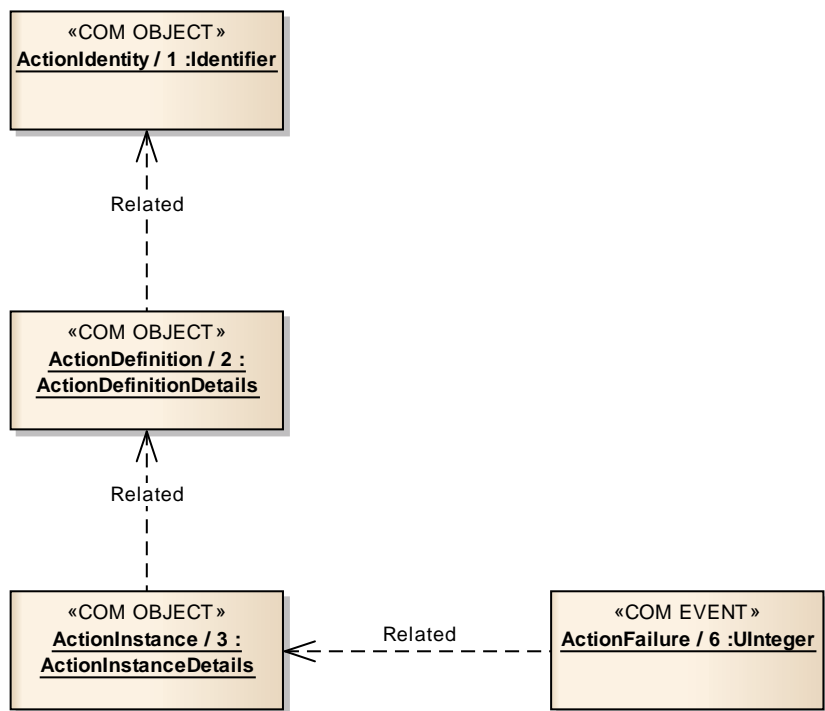 «COM OBJECT»
ActionIdentity / 1 :Identifier
Related
«COM OBJECT»
ActionDefinition / 2 :
ActionDefinitionDetails
Related
«COM OBJECT»
ActionInstance / 3 :
ActionInstanceDetails
Related
«COM EVENT»
ActionFailure / 6 :UInteger